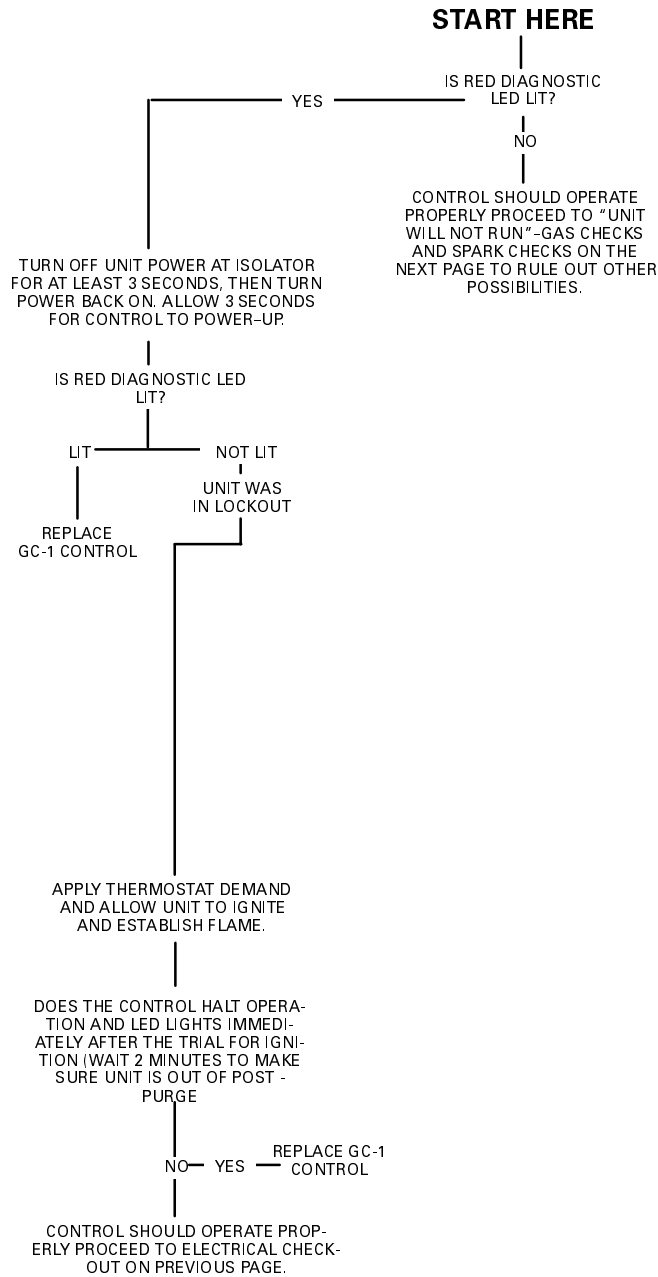 START HERE
IS RED DIAGNOSTIC
LED LIT?
YES
NO
CONTROL SHOULD OPERATE
PROPERLY PROCEED TO “UNIT
WILL NOT RUN”–GAS CHECKS
AND SPARK CHECKS ON THE
NEXT PAGE TO RULE OUT OTHER
POSSIBILITIES.
TURN OFF UNIT POWER AT ISOLATOR
FOR AT LEAST 3 SECONDS, THEN TURN
POWER BACK ON. ALLOW 3 SECONDS
FOR CONTROL TO POWER–UP.
IS RED DIAGNOSTIC LED
LIT?
LIT
NOT LIT
UNIT WAS
IN LOCKOUT
REPLACE
GC-1 CONTROL
APPLY THERMOSTAT DEMAND
AND ALLOW UNIT TO IGNITE
AND ESTABLISH FLAME.
DOES THE CONTROL HALT OPERA-
TION AND LED LIGHTS IMMEDI-
ATELY AFTER THE TRIAL FOR IGNI-
TION (WAIT 2 MINUTES TO MAKE
SURE UNIT IS OUT OF POST -
PURGE
NO
YES
REPLACE GC-1
CONTROL
CONTROL SHOULD OPERATE PROP-
ERLY PROCEED TO ELECTRICAL CHECK-
OUT ON PREVIOUS PAGE.